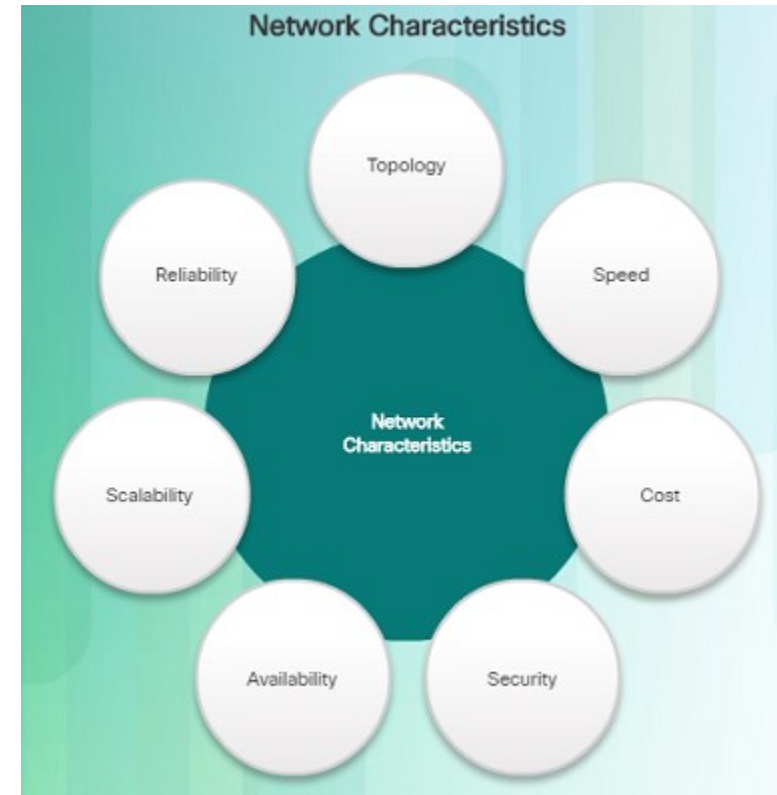 Network Characteristics
Topology
Reliability
Speed
Network
Characteristics
Scalability
Cost
Availability
Security